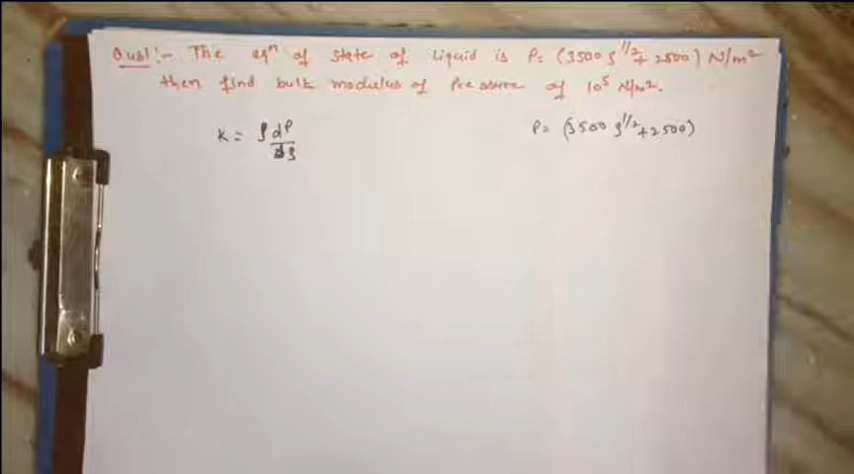 Qus1:- The eqⁿ of state of Liquid is P= (3500 ρ^1/2 + 2500) N/m²
then find bulk modulus of Pressure of 10⁵ N/m².
K = ρ dP/dρ P= (3500 ρ^1/2 + 2500)